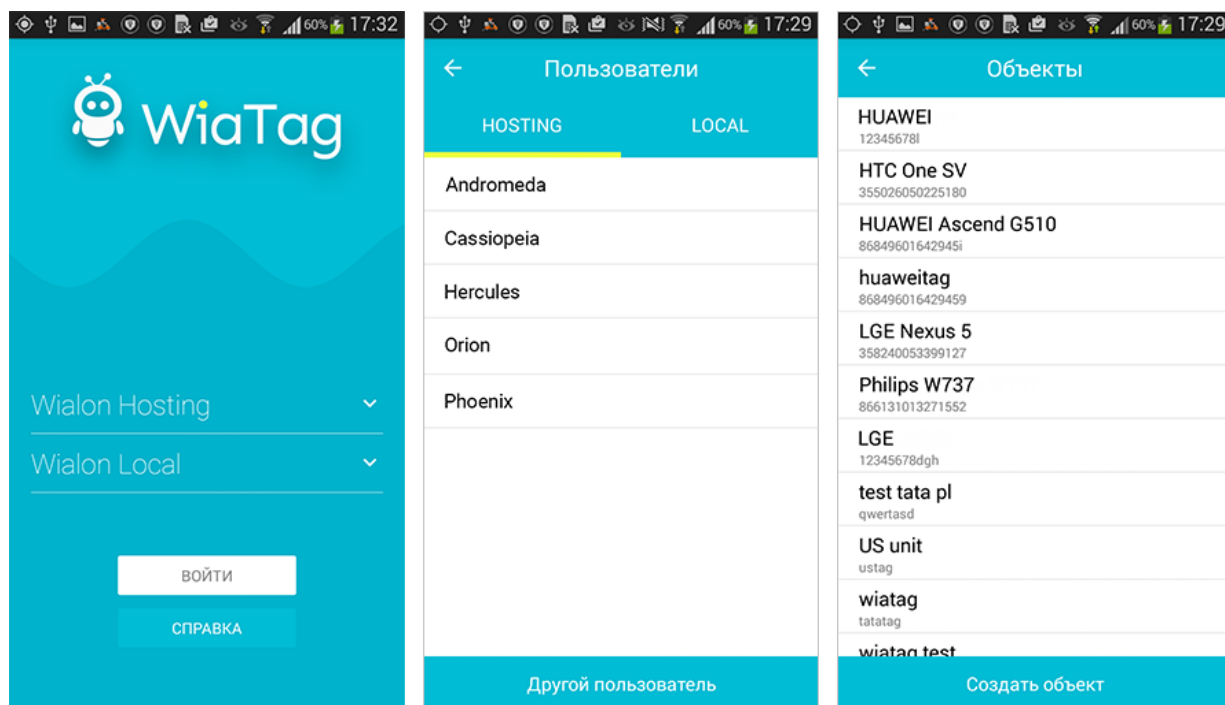 60% 17:32
WiaTag
Wialon Hosting
Wialon Local
ВОЙТИ
СПРАВКА
60% 17:29
Пользователи
HOSTING LOCAL
Andromeda
Cassiopeia
Hercules
Orion
Phoenix
Другой пользователь
60% 17:29
Объекты
HUAWEI
12345678l
HTC One SV
355026050225180
HUAWEI Ascend G510
86849601642945i
huaweitag
868496016429459
LGE Nexus 5
358240053399127
Philips W737
866131013271552
LGE
12345678dgh
test tata pl
qwertasd
US unit
ustag
wiatag
tatatag
wiatag test
Создать объект